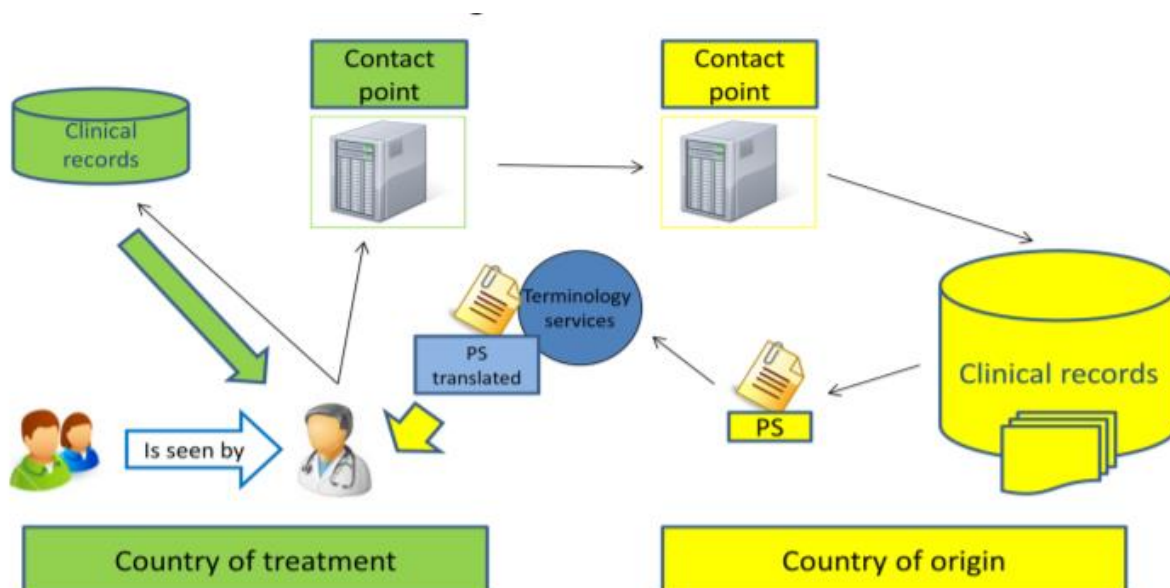 Contact
point
Contact
point
Clinical
records
Terminology
services
PS
translated
Clinical records
PS
Is seen by
Country of treatment
Country of origin